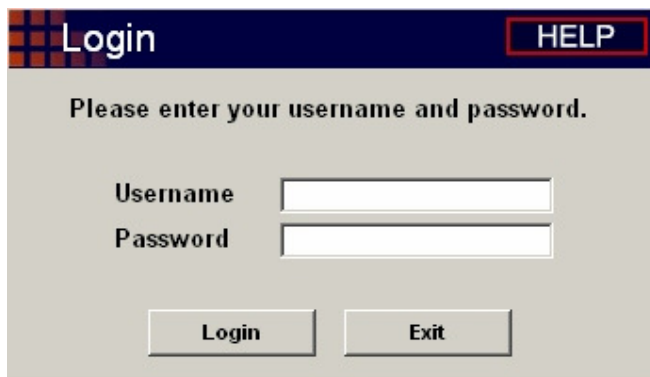 Login HELP
Please enter your username and password.
Username
Password
Login Exit